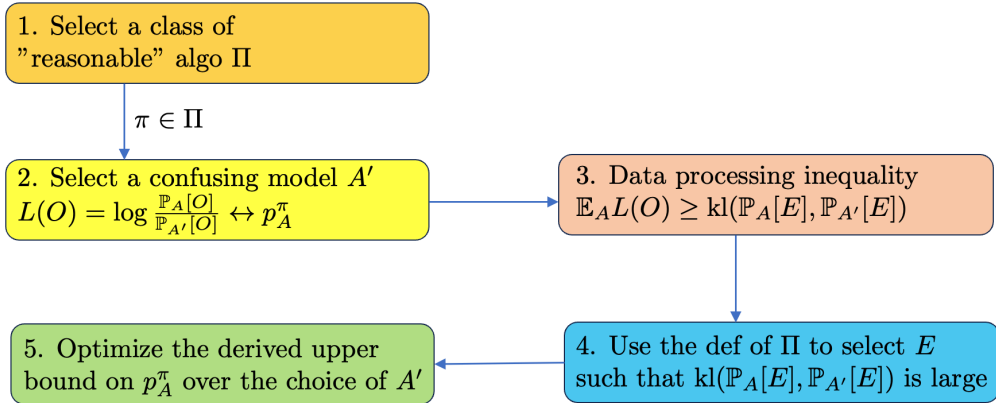 1. Select a class of
”reasonable” algo Π
π ∈ Π
2. Select a confusing model A′
L(O) = log ℙ_A[O]/ℙ_{A′}[O] ↔ p_A^π
3. Data processing inequality
𝔼_A L(O) ≥ kl(ℙ_A[E], ℙ_{A′}[E])
4. Use the def of Π to select E
such that kl(ℙ_A[E], ℙ_{A′}[E]) is large
5. Optimize the derived upper
bound on p_A^π over the choice of A′